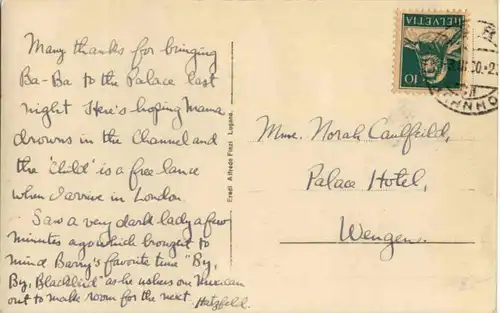 Many thanks for bringing
Ba-Ba to the Palace last
night Here's hoping Mama
drowns in the Channel and
the 'Child' is a free lance
when I arrive in London.
Saw a very dark lady a few
minutes ago which brought to
mind Barry's favorite tune "By,
By, Blackbird" as he ushers one Mexican
out to make room for the next. Hatzfeld.
Eredi Alfredo Finzi Lugano.
HELVETIA
10
Mme. Norah Caulfeild,
Palace Hotel,
Wengen.